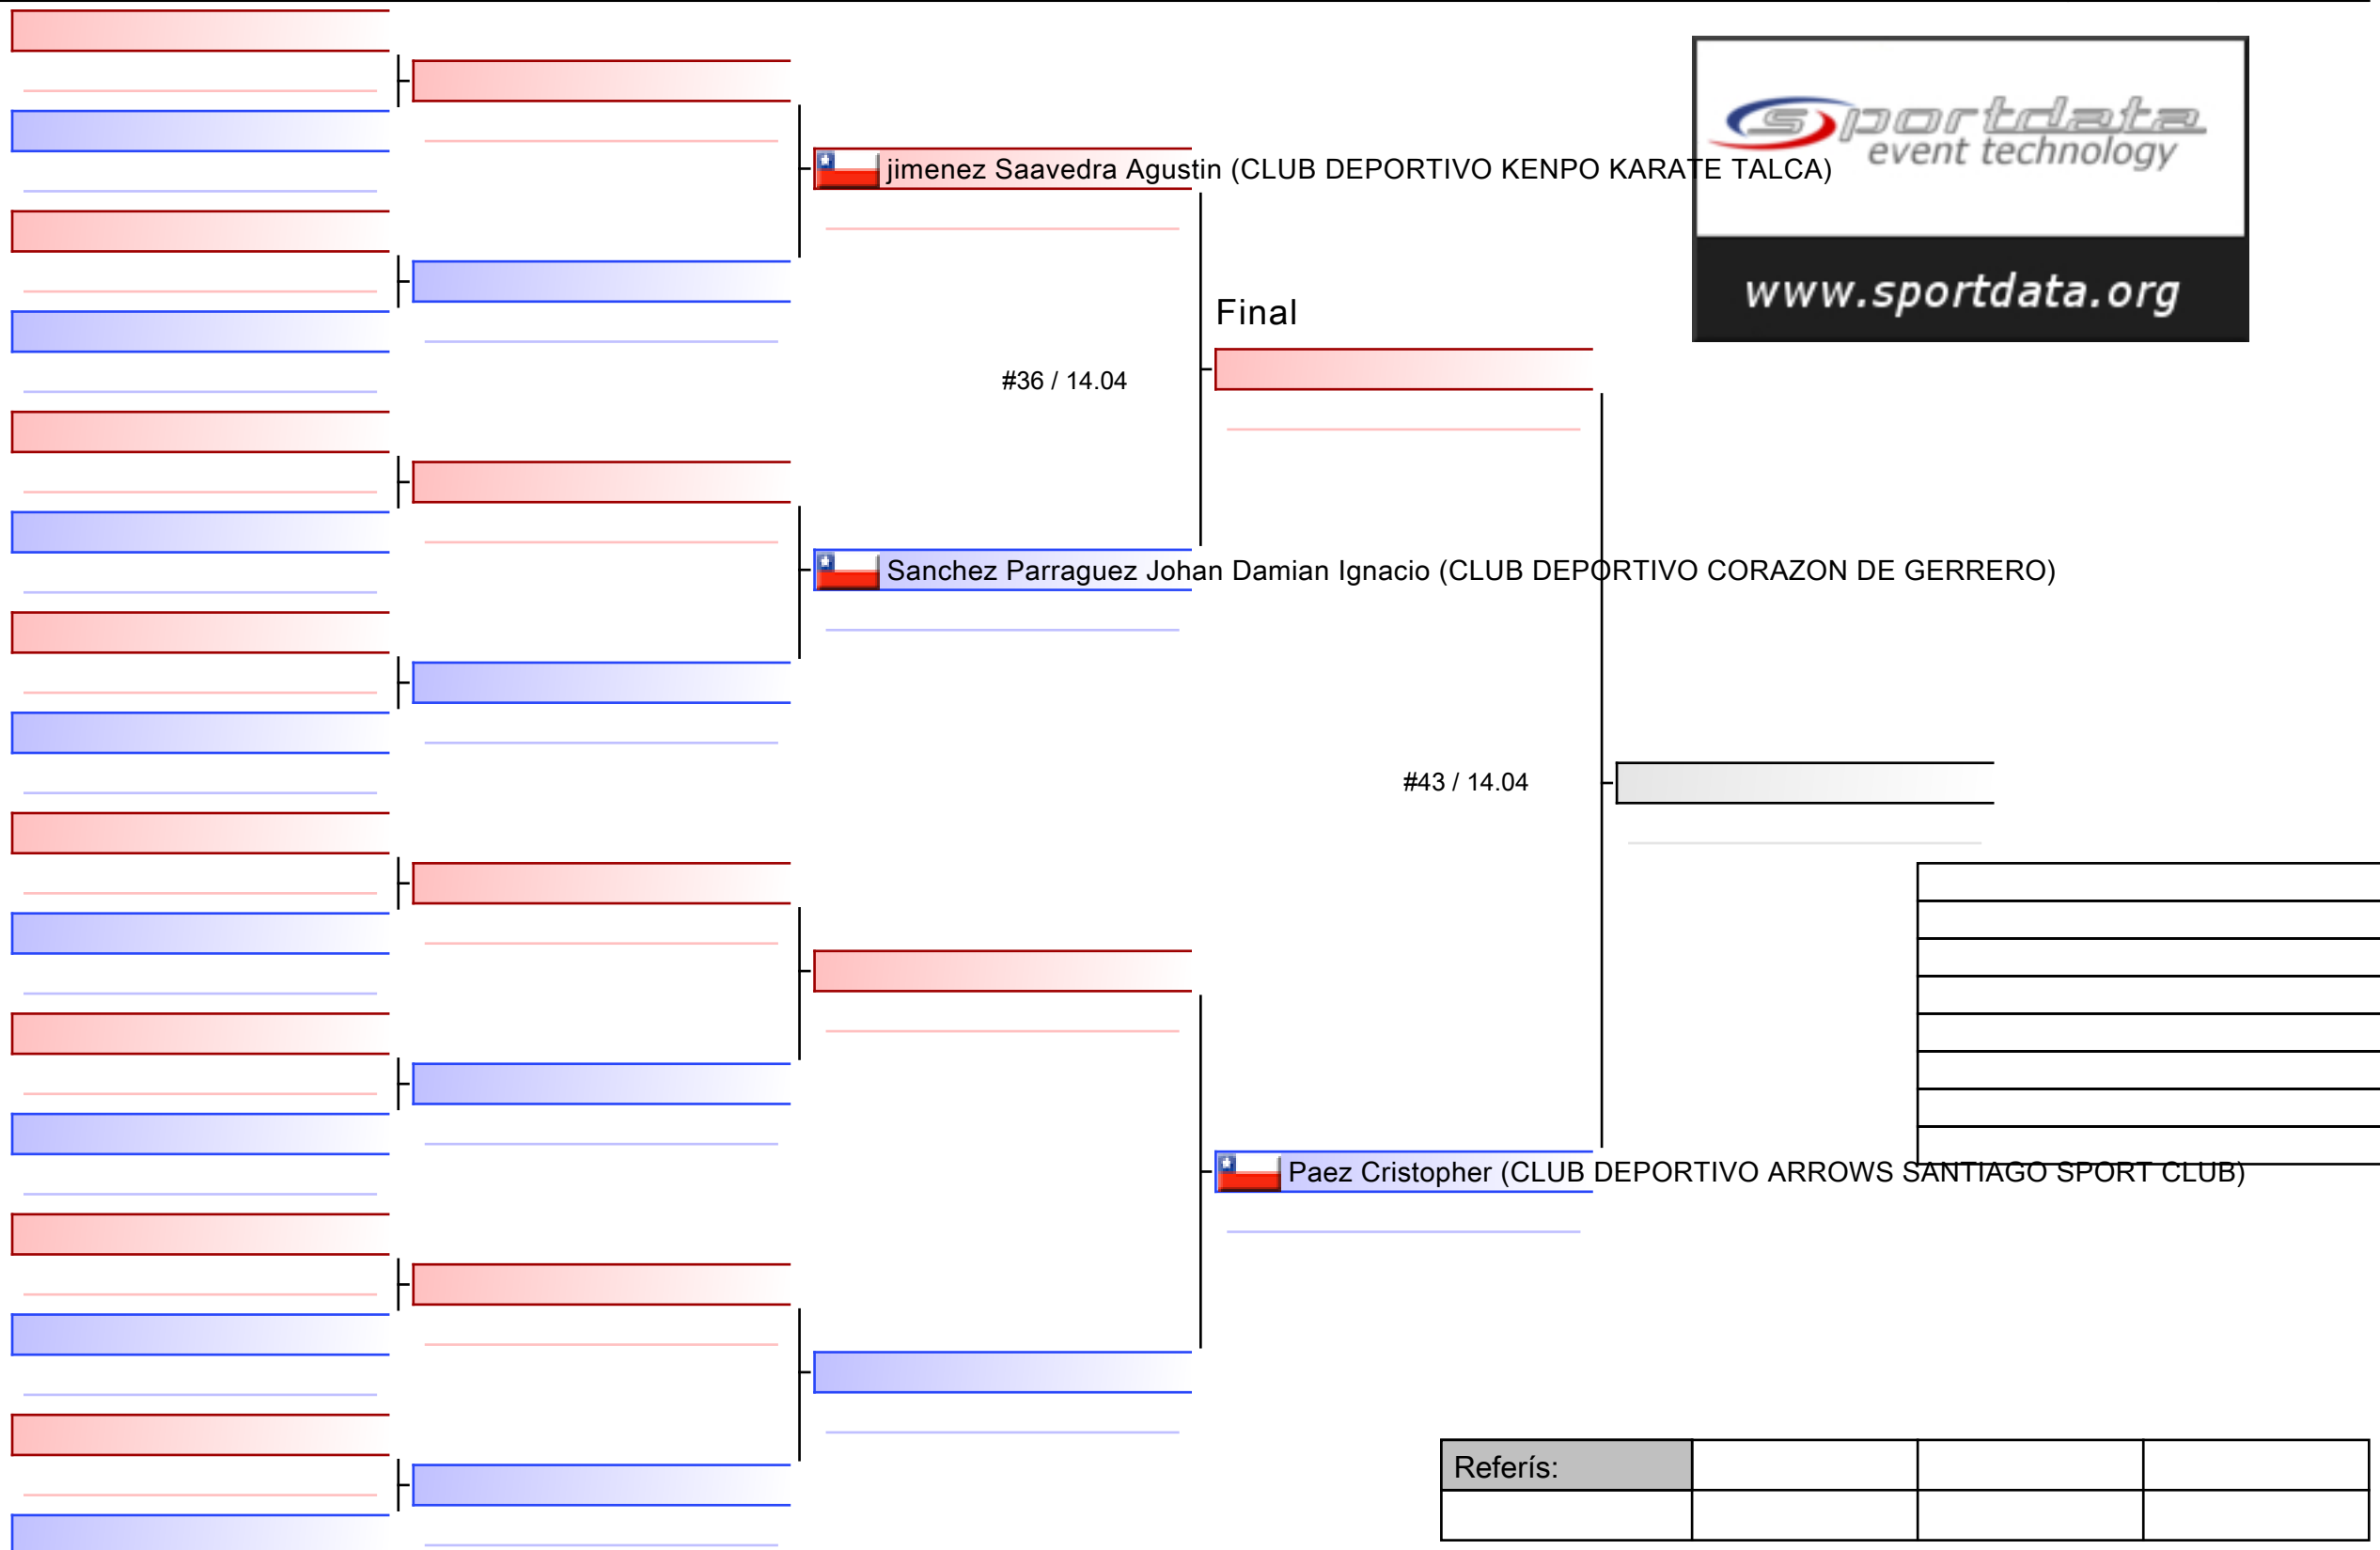 sportdata
event technology
www.sportdata.org
jimenez Saavedra Agustin (CLUB DEPORTIVO KENPO KARATE TALCA)
Final
#36 / 14.04
Sanchez Parraguez Johan Damian Ignacio (CLUB DEPORTIVO CORAZON DE GERRERO)
#43 / 14.04
Paez Cristopher (CLUB DEPORTIVO ARROWS SANTIAGO SPORT CLUB)
Referís: